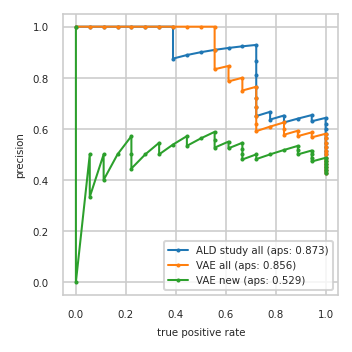 1.0
0.8
0.6
0.4
0.2
0.0
precision
ALD study all (aps: 0.873)
VAE all (aps: 0.856)
VAE new (aps: 0.529)
0.0 0.2 0.4 0.6 0.8 1.0
true positive rate